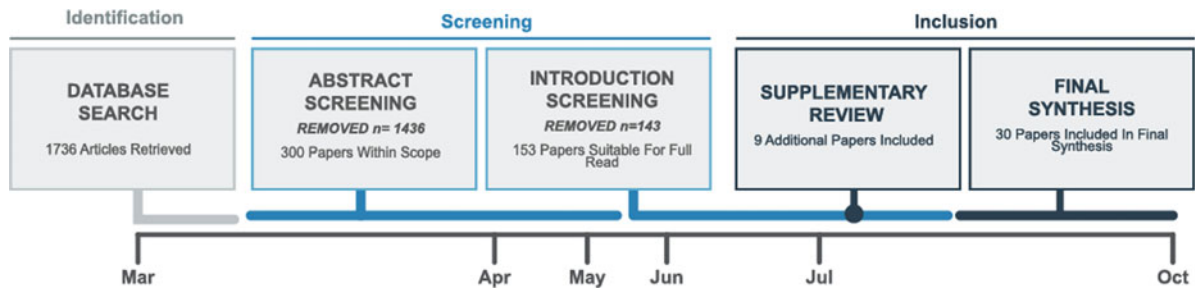 Identification
Screening
Inclusion
DATABASE
SEARCH
1736 Articles Retrieved
ABSTRACT
SCREENING
REMOVED n= 1436
300 Papers Within Scope
INTRODUCTION
SCREENING
REMOVED n=143
153 Papers Suitable For Full
Read
SUPPLEMENTARY
REVIEW
9 Additional Papers Included
FINAL
SYNTHESIS
30 Papers Included In Final
Synthesis
Mar
Apr
May
Jun
Jul
Oct